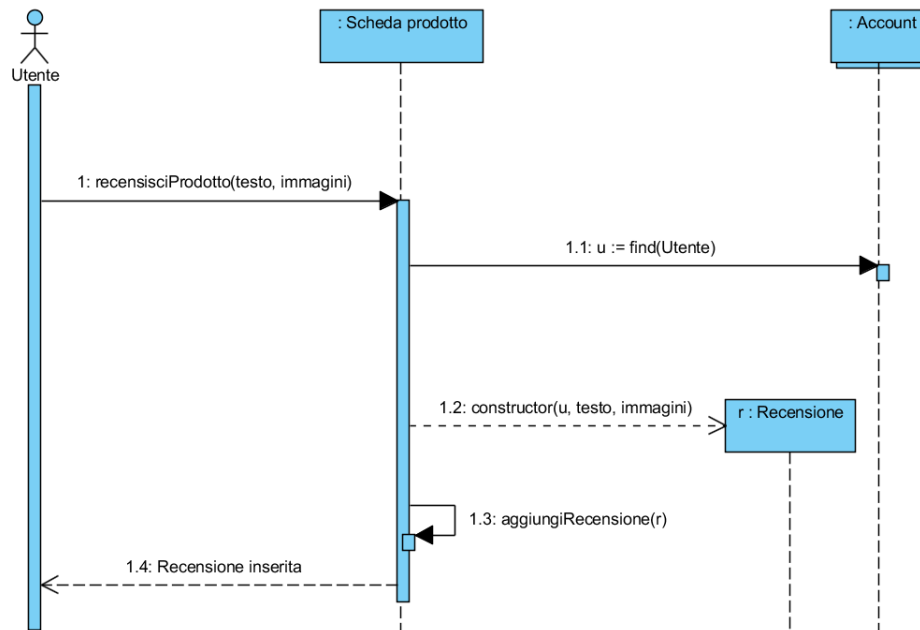 : Scheda prodotto
: Account
Utente
1: recensisciProdotto(testo, immagini)
1.1: u := find(Utente)
1.2: constructor(u, testo, immagini)
r : Recensione
1.3: aggiungiRecensione(r)
1.4: Recensione inserita